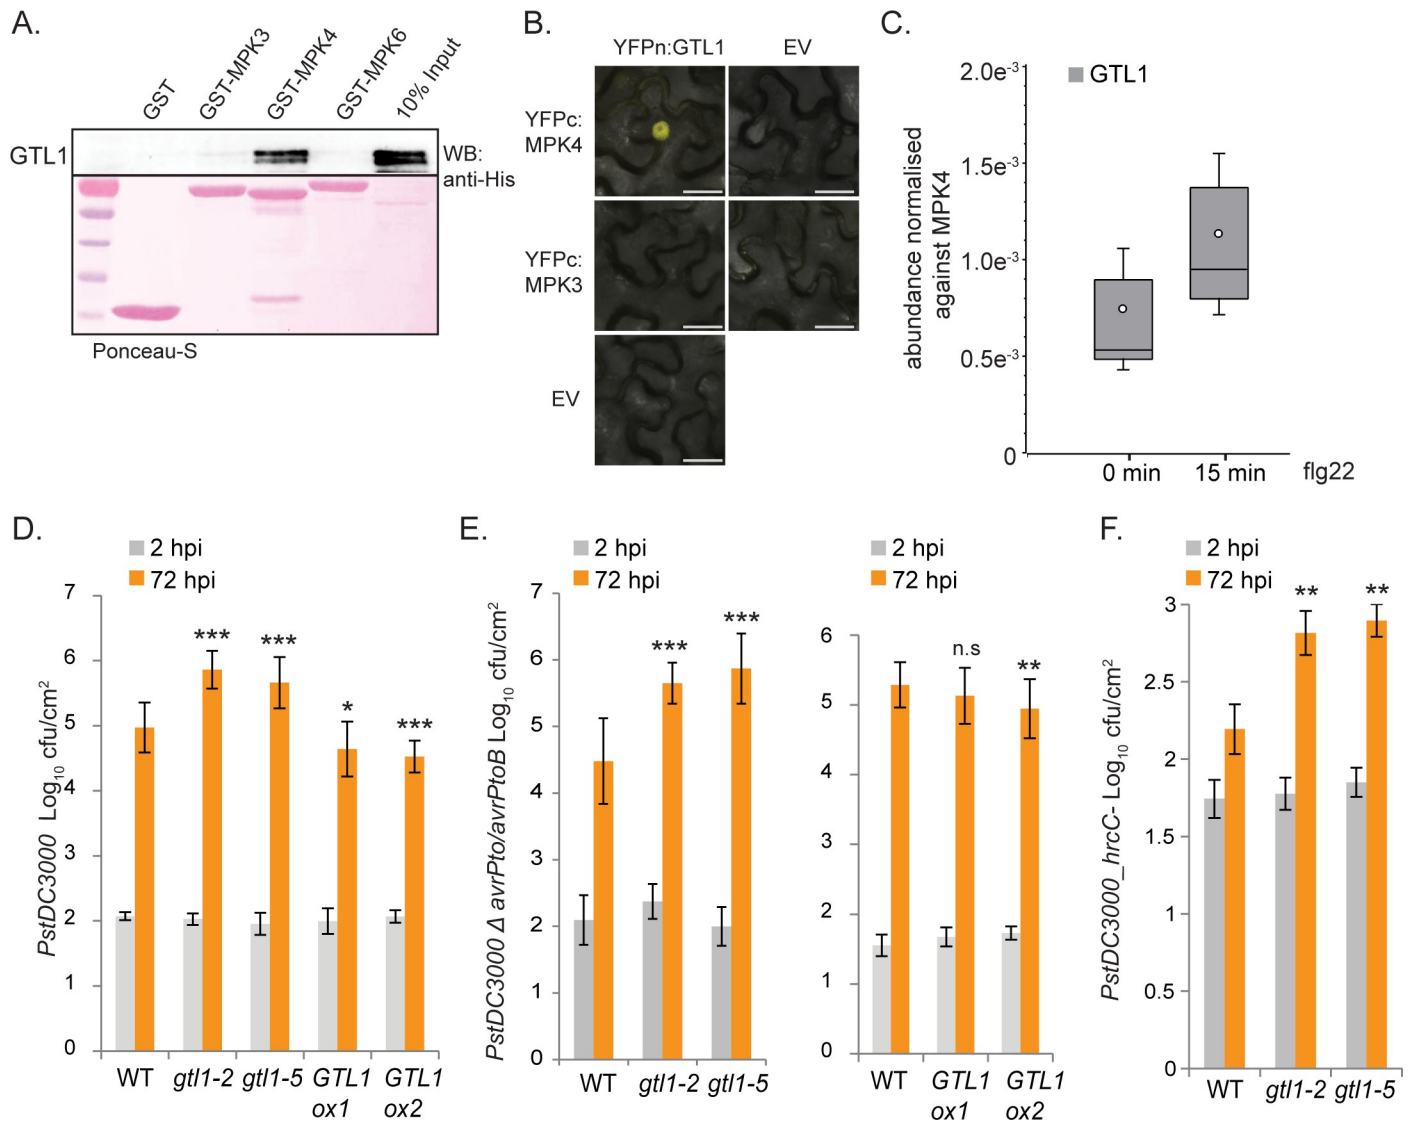 A.
GST
GST-MPK3
GST-MPK4
GST-MPK6
10% Input
GTL1
WB:
anti-His
Ponceau-S
B.
YFPn:GTL1
EV
YFPc:
MPK4
YFPc:
MPK3
EV
C.
abundance normalised
against MPK4
GTL1
2.0e⁻³
1.5e⁻³
1.0e⁻³
0.5e⁻³
0
0 min
15 min
flg22
D.
2 hpi
72 hpi
PstDC3000 Log₁₀ cfu/cm²
7
6
5
4
3
2
1
0
***
***
*
***
WT
gtl1-2
gtl1-5
GTL1
ox1
GTL1
ox2
E.
2 hpi
72 hpi
PstDC3000 Δ avrPto/avrPtoB Log₁₀ cfu/cm²
7
6
5
4
3
2
1
0
***
***
WT
gtl1-2
gtl1-5
2 hpi
72 hpi
6
5
4
3
2
1
0
n.s
**
WT
GTL1
ox1
GTL1
ox2
F.
2 hpi
72 hpi
PstDC3000_hrcC- Log₁₀ cfu/cm²
3
2.5
2
1.5
1
0.5
0
**
**
WT
gtl1-2
gtl1-5